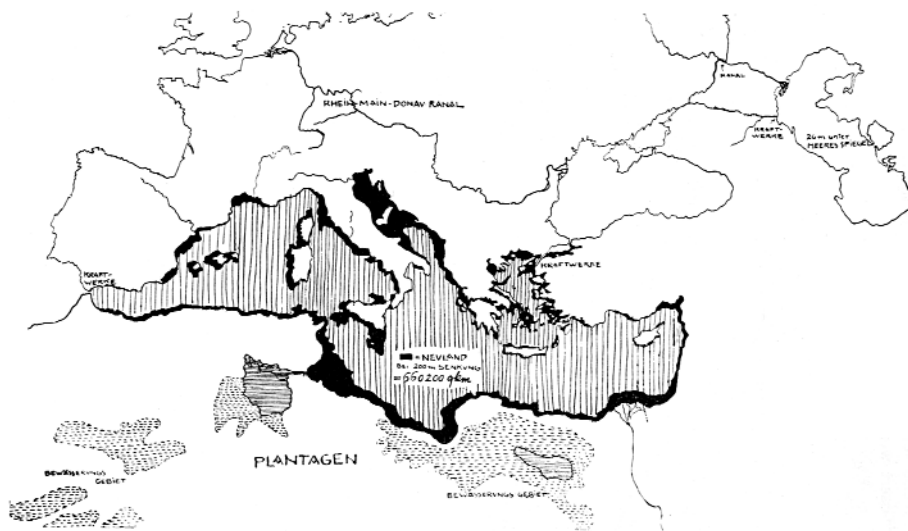 RHEIN-MAIN-DONAU KANAL
KANAL
KRAFT-
WERKE
26 m UNTER
MEERES SPIEGEL
KRAFT-
WERKE
KRAFTWERKE
= NEULAND
BEI 200 m SENKUNG
= 660200 qkm
PLANTAGEN
BEWÄSSERUNGS
GEBIET
BEWÄSSERUNGS GEBIET